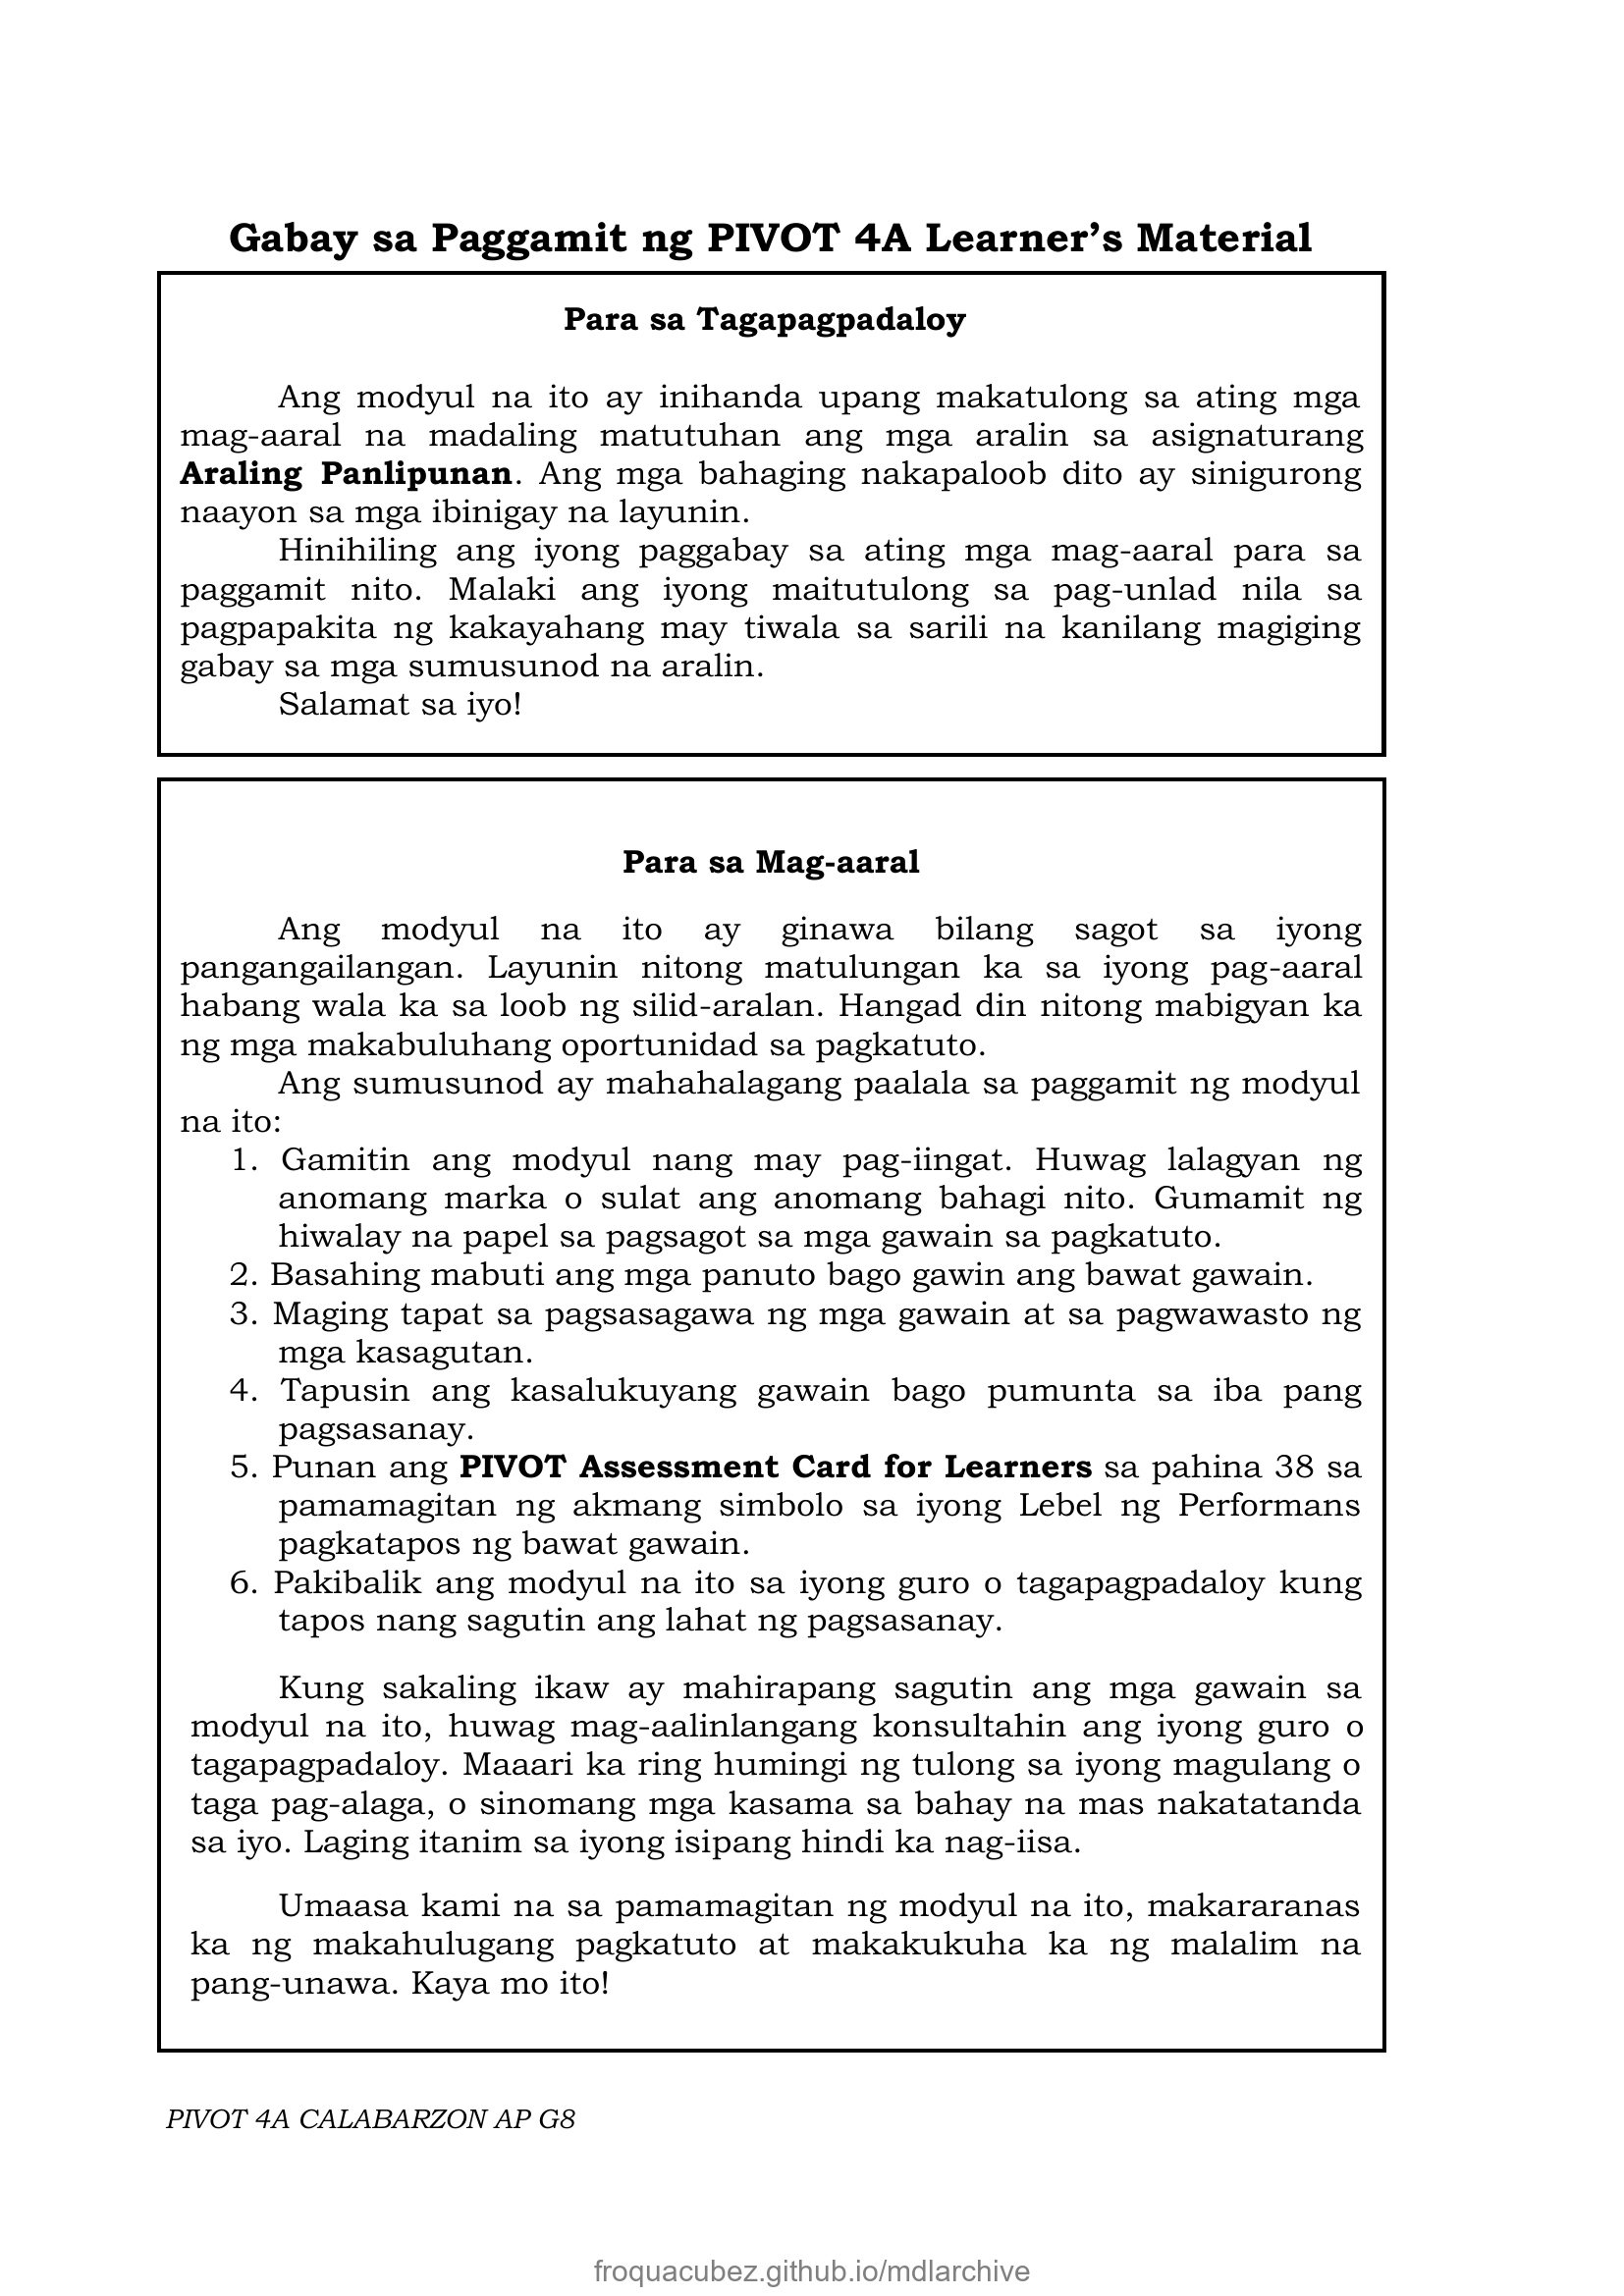 Gabay sa Paggamit ng PIVOT 4A Learner’s Material
Para sa Tagapagpadaloy
Ang modyul na ito ay inihanda upang makatulong sa ating mga
mag-aaral na madaling matutuhan ang mga aralin sa asignaturang
Araling Panlipunan. Ang mga bahaging nakapaloob dito ay sinigurong
naayon sa mga ibinigay na layunin.
Hinihiling ang iyong paggabay sa ating mga mag-aaral para sa
paggamit nito. Malaki ang iyong maitutulong sa pag-unlad nila sa
pagpapakita ng kakayahang may tiwala sa sarili na kanilang magiging
gabay sa mga sumusunod na aralin.
Salamat sa iyo!
Para sa Mag-aaral
Ang modyul na ito ay ginawa bilang sagot sa iyong
pangangailangan. Layunin nitong matulungan ka sa iyong pag-aaral
habang wala ka sa loob ng silid-aralan. Hangad din nitong mabigyan ka
ng mga makabuluhang oportunidad sa pagkatuto.
Ang sumusunod ay mahahalagang paalala sa paggamit ng modyul
na ito:
1. Gamitin ang modyul nang may pag-iingat. Huwag lalagyan ng
anomang marka o sulat ang anomang bahagi nito. Gumamit ng
hiwalay na papel sa pagsagot sa mga gawain sa pagkatuto.
2. Basahing mabuti ang mga panuto bago gawin ang bawat gawain.
3. Maging tapat sa pagsasagawa ng mga gawain at sa pagwawasto ng
mga kasagutan.
4. Tapusin ang kasalukuyang gawain bago pumunta sa iba pang
pagsasanay.
5. Punan ang PIVOT Assessment Card for Learners sa pahina 38 sa
pamamagitan ng akmang simbolo sa iyong Lebel ng Performans
pagkatapos ng bawat gawain.
6. Pakibalik ang modyul na ito sa iyong guro o tagapagpadaloy kung
tapos nang sagutin ang lahat ng pagsasanay.
Kung sakaling ikaw ay mahirapang sagutin ang mga gawain sa
modyul na ito, huwag mag-aalinlangang konsultahin ang iyong guro o
tagapagpadaloy. Maaari ka ring humingi ng tulong sa iyong magulang o
taga pag-alaga, o sinomang mga kasama sa bahay na mas nakatatanda
sa iyo. Laging itanim sa iyong isipang hindi ka nag-iisa.
Umaasa kami na sa pamamagitan ng modyul na ito, makararanas
ka ng makahulugang pagkatuto at makakukuha ka ng malalim na
pang-unawa. Kaya mo ito!
PIVOT 4A CALABARZON AP G8
froquacubez.github.io/mdlarchive